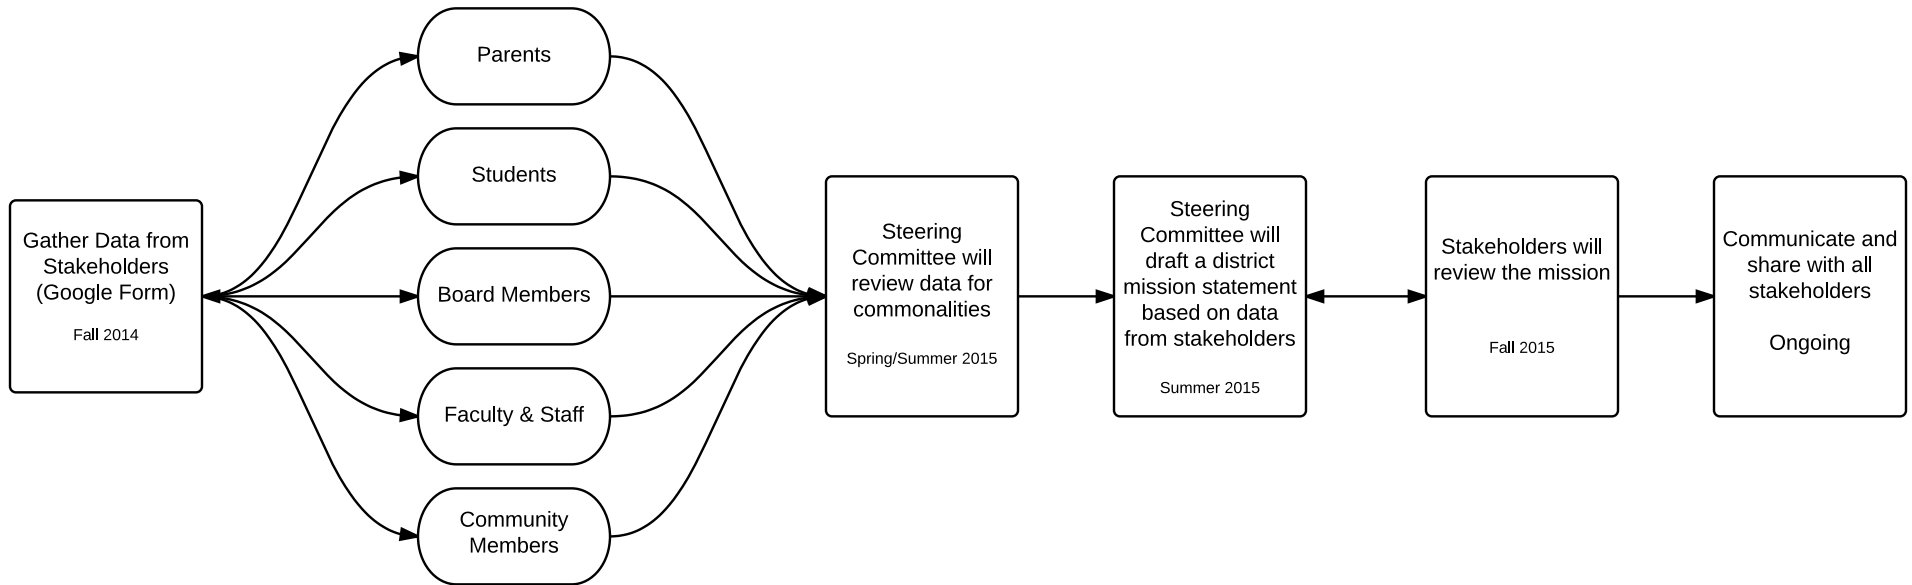 Gather Data from
Stakeholders
(Google Form)
Fall 2014
Parents
Students
Board Members
Faculty & Staff
Community
Members
Steering
Committee will
review data for
commonalities
Spring/Summer 2015
Steering
Committee will
draft a district
mission statement
based on data
from stakeholders
Summer 2015
Stakeholders will
review the mission
Fall 2015
Communicate and
share with all
stakeholders
Ongoing